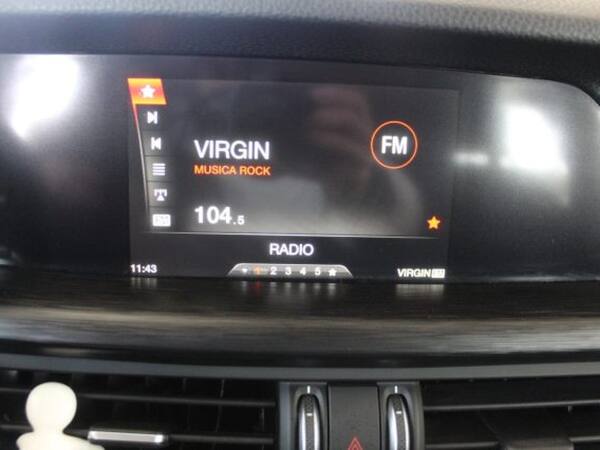 VIRGIN
FM
MUSICA ROCK
104.5
RADIO
11:43
1 2 3 4 5
VIRGIN